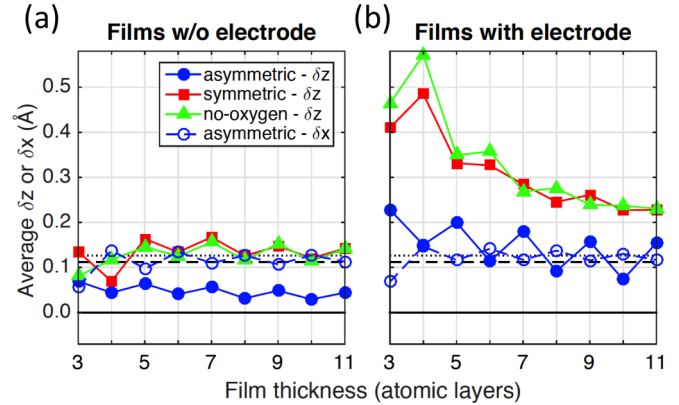 (a) Films w/o electrode
(b) Films with electrode
Average δz or δx (Å)
0.5
0.4
0.3
0.2
0.1
0.0
asymmetric - δz
symmetric - δz
no-oxygen - δz
asymmetric - δx
3 5 7 9 11
3 5 7 9 11
Film thickness (atomic layers)